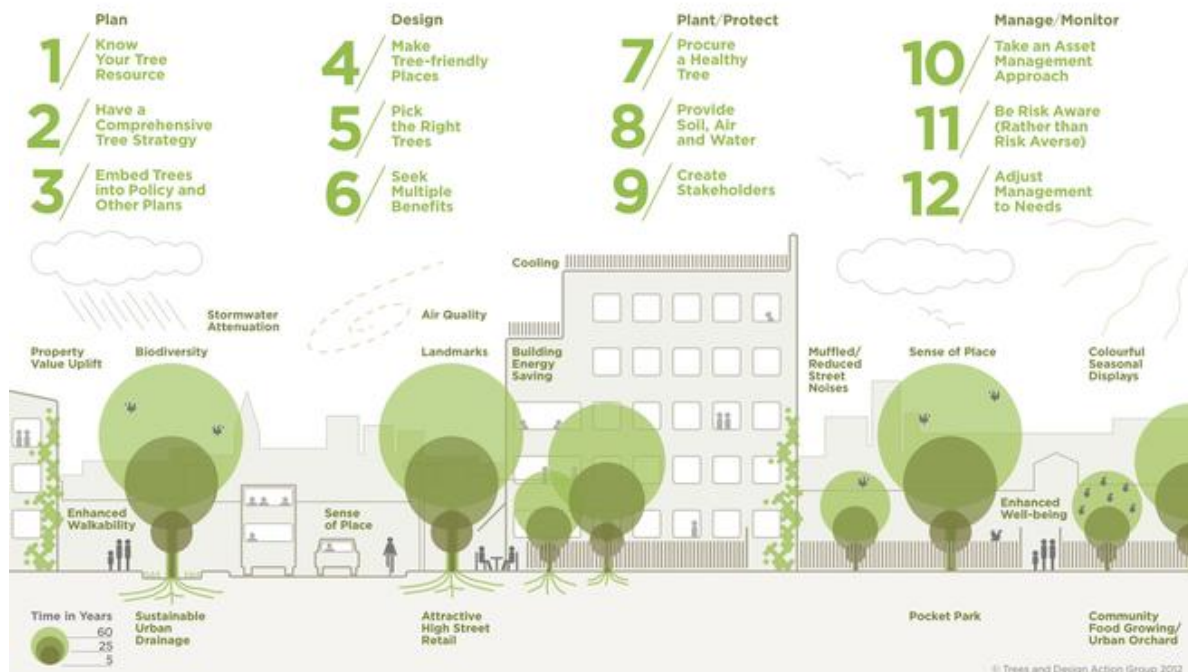 Plan
1 Know
Your Tree
Resource
2 Have a
Comprehensive
Tree Strategy
3 Embed Trees
into Policy and
Other Plans
Design
4 Make
Tree-friendly
Places
5 Pick
the Right
Trees
6 Seek
Multiple
Benefits
Plant/Protect
7 Procure
a Healthy
Tree
8 Provide
Soil, Air
and Water
9 Create
Stakeholders
Manage/Monitor
10 Take an Asset
Management
Approach
11 Be Risk Aware
(Rather than
Risk Averse)
12 Adjust
Management
to Needs
Cooling
Stormwater
Attenuation
Air Quality
Property
Value Uplift
Biodiversity
Landmarks
Building
Energy
Saving
Muffled/
Reduced
Street
Noises
Sense of Place
Colourful
Seasonal
Displays
Enhanced
Walkability
Sense
of Place
Enhanced
Well-being
Time in Years
60
25
5
Sustainable
Urban
Drainage
Attractive
High Street
Retail
Pocket Park
Community
Food Growing/
Urban Orchard
© Trees and Design Action Group 2012